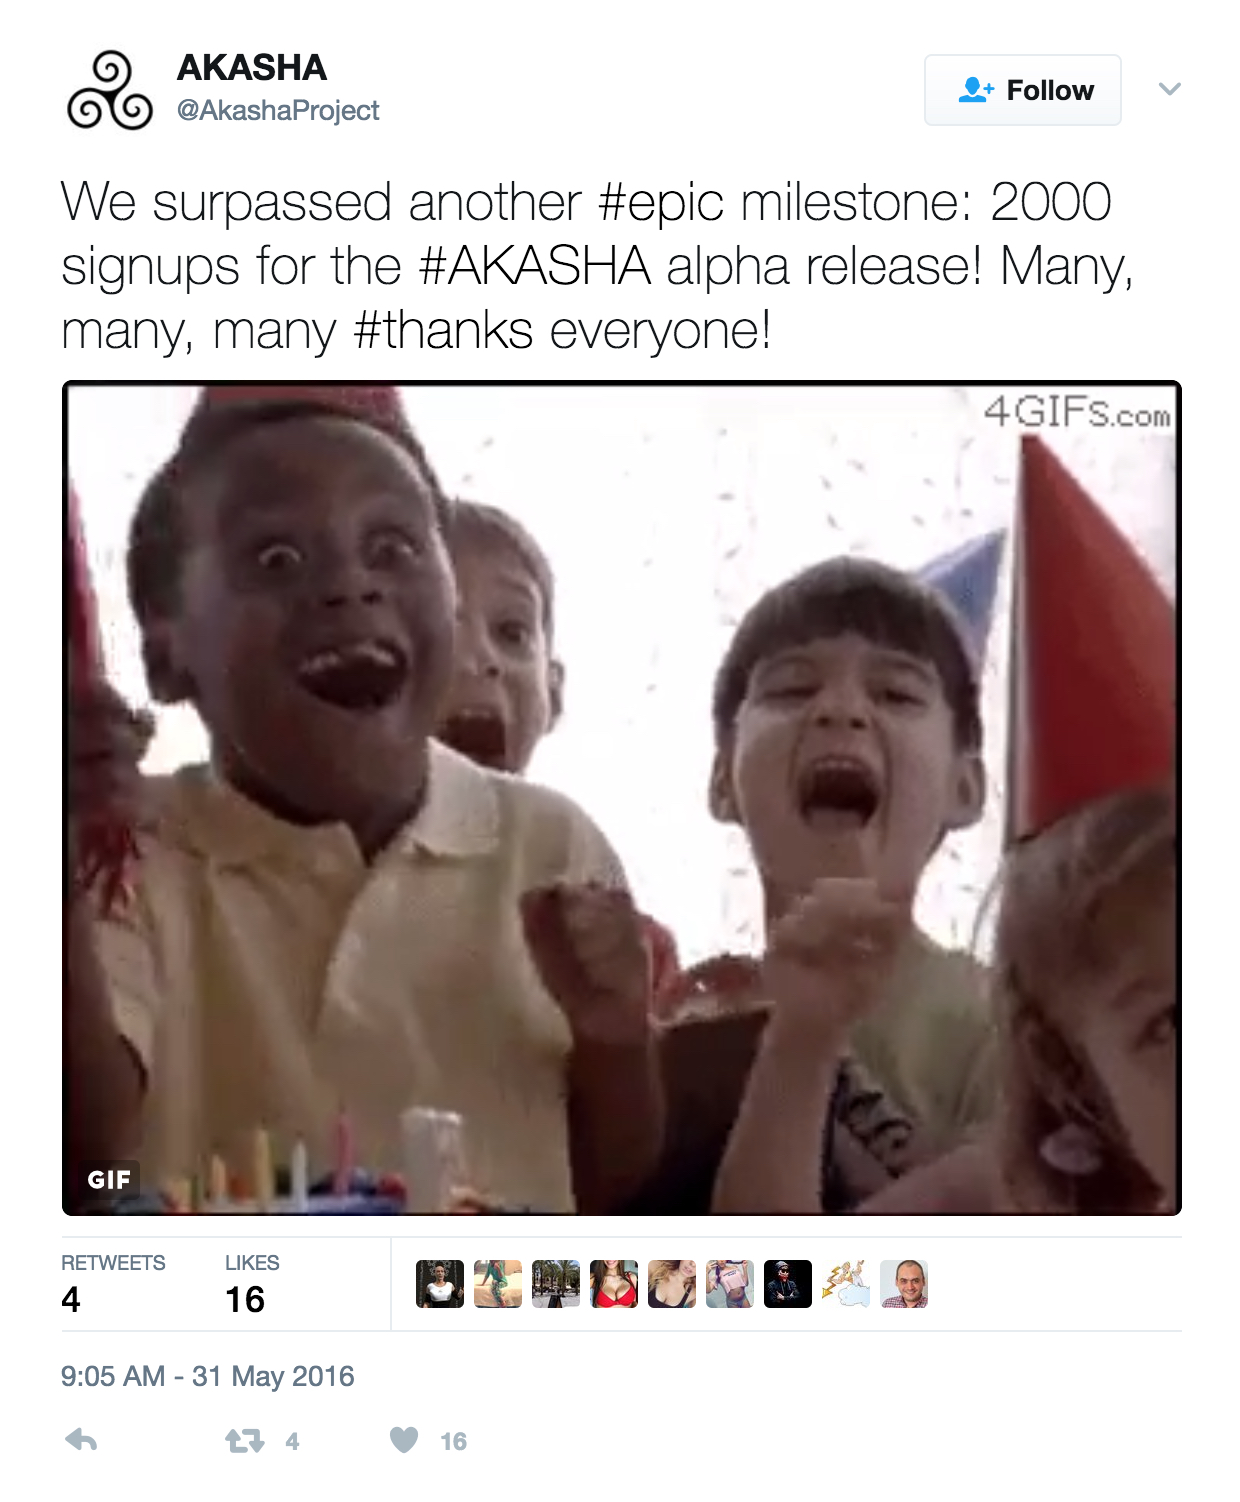 AKASHA
@AkashaProject
Follow
We surpassed another #epic milestone: 2000
signups for the #AKASHA alpha release! Many,
many, many #thanks everyone!
4GIFs.com
GIF
RETWEETS
4
LIKES
16
9:05 AM - 31 May 2016
4
16